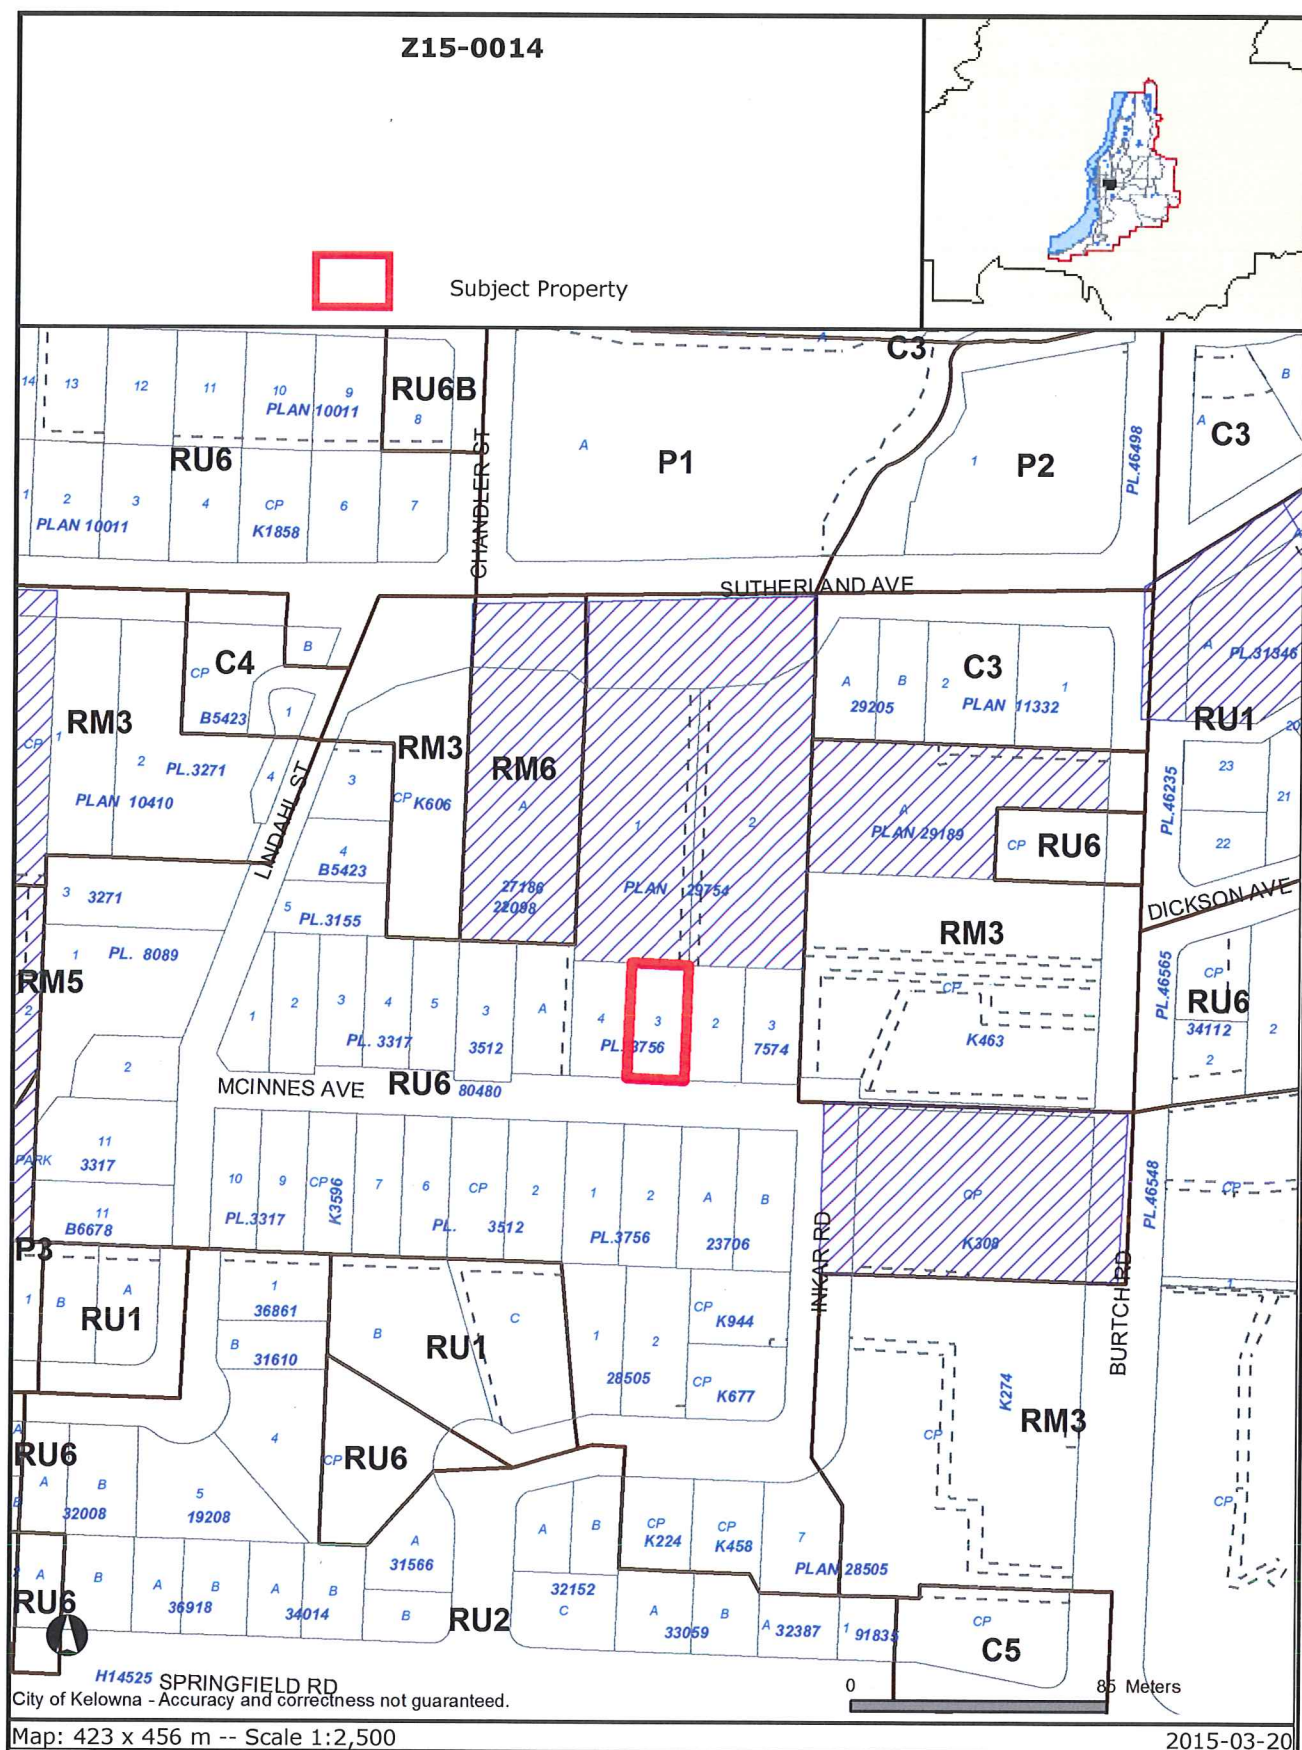 Z15-0014
Subject Property
C3
A
14
13
12
11
10
9
PLAN 10011
RU6B
8
RU6
1
2
3
4
CP
6
7
PLAN 10011
K1858
CHANDLER ST
A
P1
1
P2
PL.46498
B
A
C3
SUTHERLAND AVE
A
PL.31346
RU1
20
B
CP
C4
B5423
1
RM3
CP
1
2
PL.3271
PLAN 10410
4
LINDAHL ST
3
4
B5423
5
PL.3155
RM3
CP
K606
RM6
A
27186
22098
1
2
PLAN 29754
A
B
2
C3
1
29205
PLAN 11332
A
PLAN 29189
CP
RU6
PL.46235
23
21
22
DICKSON AVE
3
3271
1
PL. 8089
RM5
2
RM3
CP
K463
PL.46565
CP
RU6
34112
2
2
1
2
3
4
5
3
A
PL. 3317
3512
4
3
2
3
PL. 3756
7574
2
MCINNES AVE
RU6
80480
11
3317
PARK
11
B6678
10
9
CP
K3596
7
6
CP
2
1
2
A
B
PL.3317
PL. 3512
PL.3756
23706
CP
K308
INKAR RD
BURTCH RD
PL.46548
CP
1
P3
1
B
A
RU1
1
36861
B
31610
B
RU1
C
1
2
28505
CP
K944
CP
K677
K274
RM3
CP
CP
A
RU6
A
B
B
32008
5
19208
4
CP
RU6
A
31566
B
A
B
CP
K224
CP
K458
7
PLAN 28505
A
B
A
B
A
B
36918
34014
RU6
RU2
32152
C
A
B
33059
A
32387
1
91835
CP
C5
H14525
SPRINGFIELD RD
0
85 Meters
City of Kelowna - Accuracy and correctness not guaranteed.
Map: 423 x 456 m -- Scale 1:2,500
2015-03-20